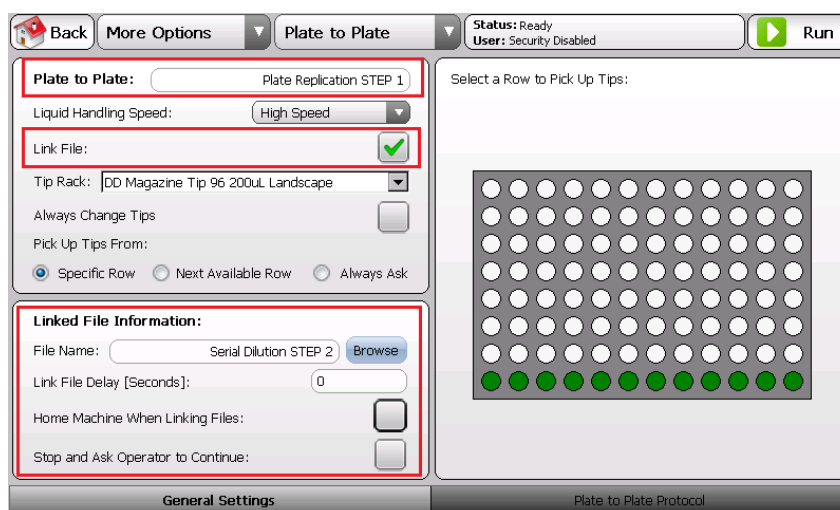 Back
More Options
Plate to Plate
Status: Ready
User: Security Disabled
Run
Plate to Plate:
Plate Replication STEP 1
Liquid Handling Speed:
High Speed
Link File:
Tip Rack:
DD Magazine Tip 96 200uL Landscape
Always Change Tips
Pick Up Tips From:
Specific Row
Next Available Row
Always Ask
Linked File Information:
File Name:
Serial Dilution STEP 2
Browse
Link File Delay [Seconds]:
0
Home Machine When Linking Files:
Stop and Ask Operator to Continue:
Select a Row to Pick Up Tips:
General Settings
Plate to Plate Protocol